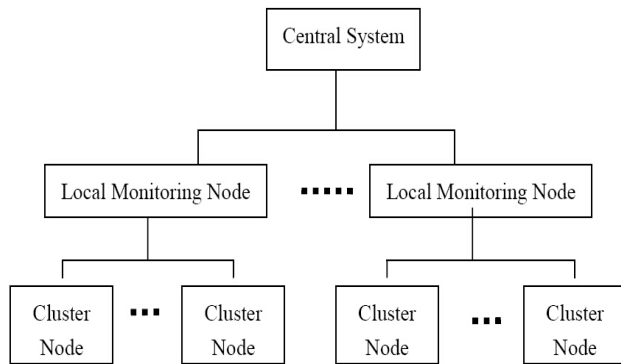 Central System
Local Monitoring Node
Local Monitoring Node
Cluster
Node
Cluster
Node
Cluster
Node
Cluster
Node